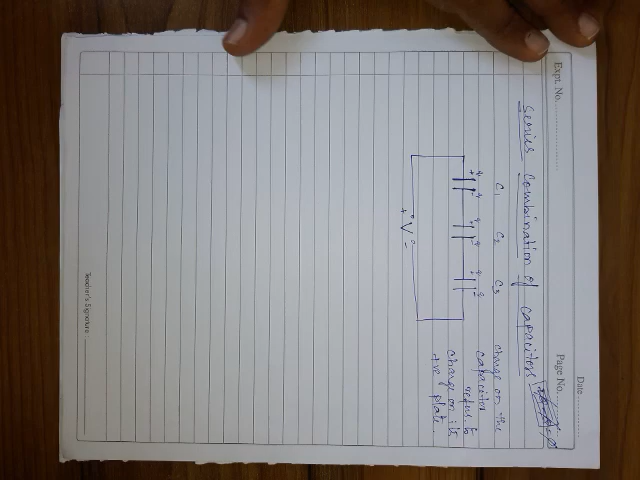 Date
Expt. No.
Page No.
Series combination of capacitors
C1 C2 C3
+q -q +q -q +q -q
+ V -
charge on the
capacitor
refers to
charge on its
+ve plate.
Teacher's Signature